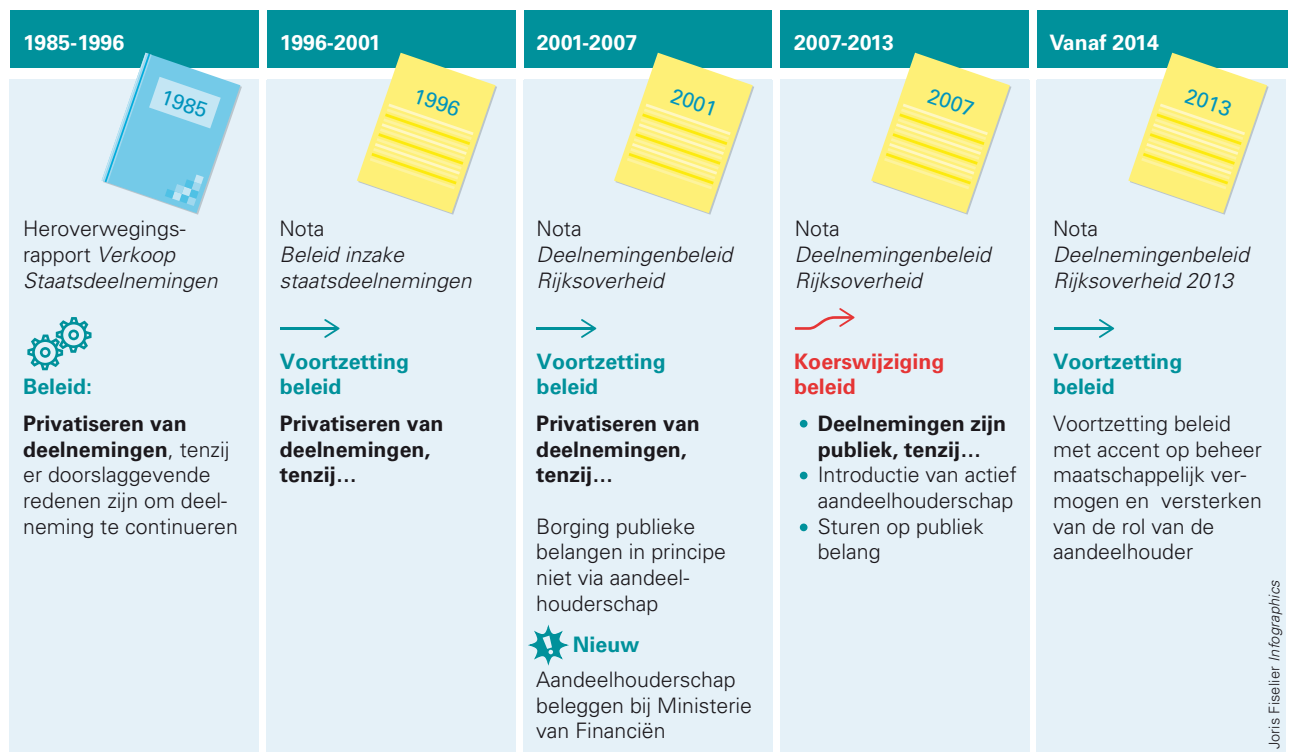 1985-1996
1985
Heroverwegings-
rapport Verkoop
Staatsdeelnemingen
Beleid:
Privatiseren van
deelnemingen, tenzij
er doorslaggevende
redenen zijn om deel-
neming te continueren
1996-2001
1996
Nota
Beleid inzake
staatsdeelnemingen
Voortzetting
beleid
Privatiseren van
deelnemingen,
tenzij…
2001-2007
2001
Nota
Deelnemingenbeleid
Rijksoverheid
Voortzetting
beleid
Privatiseren van
deelnemingen,
tenzij…
Borging publieke
belangen in principe
niet via aandeel-
houderschap
! Nieuw
Aandeelhouderschap
beleggen bij Ministerie
van Financiën
2007-2013
2007
Nota
Deelnemingenbeleid
Rijksoverheid
Koerswijziging
beleid
• Deelnemingen zijn
publiek, tenzij…
• Introductie van actief
aandeelhouderschap
• Sturen op publiek
belang
Vanaf 2014
2013
Nota
Deelnemingenbeleid
Rijksoverheid 2013
Voortzetting
beleid
Voortzetting beleid
met accent op beheer
maatschappelijk ver-
mogen en versterken
van de rol van de
aandeelhouder
Joris Fiselier Infographics